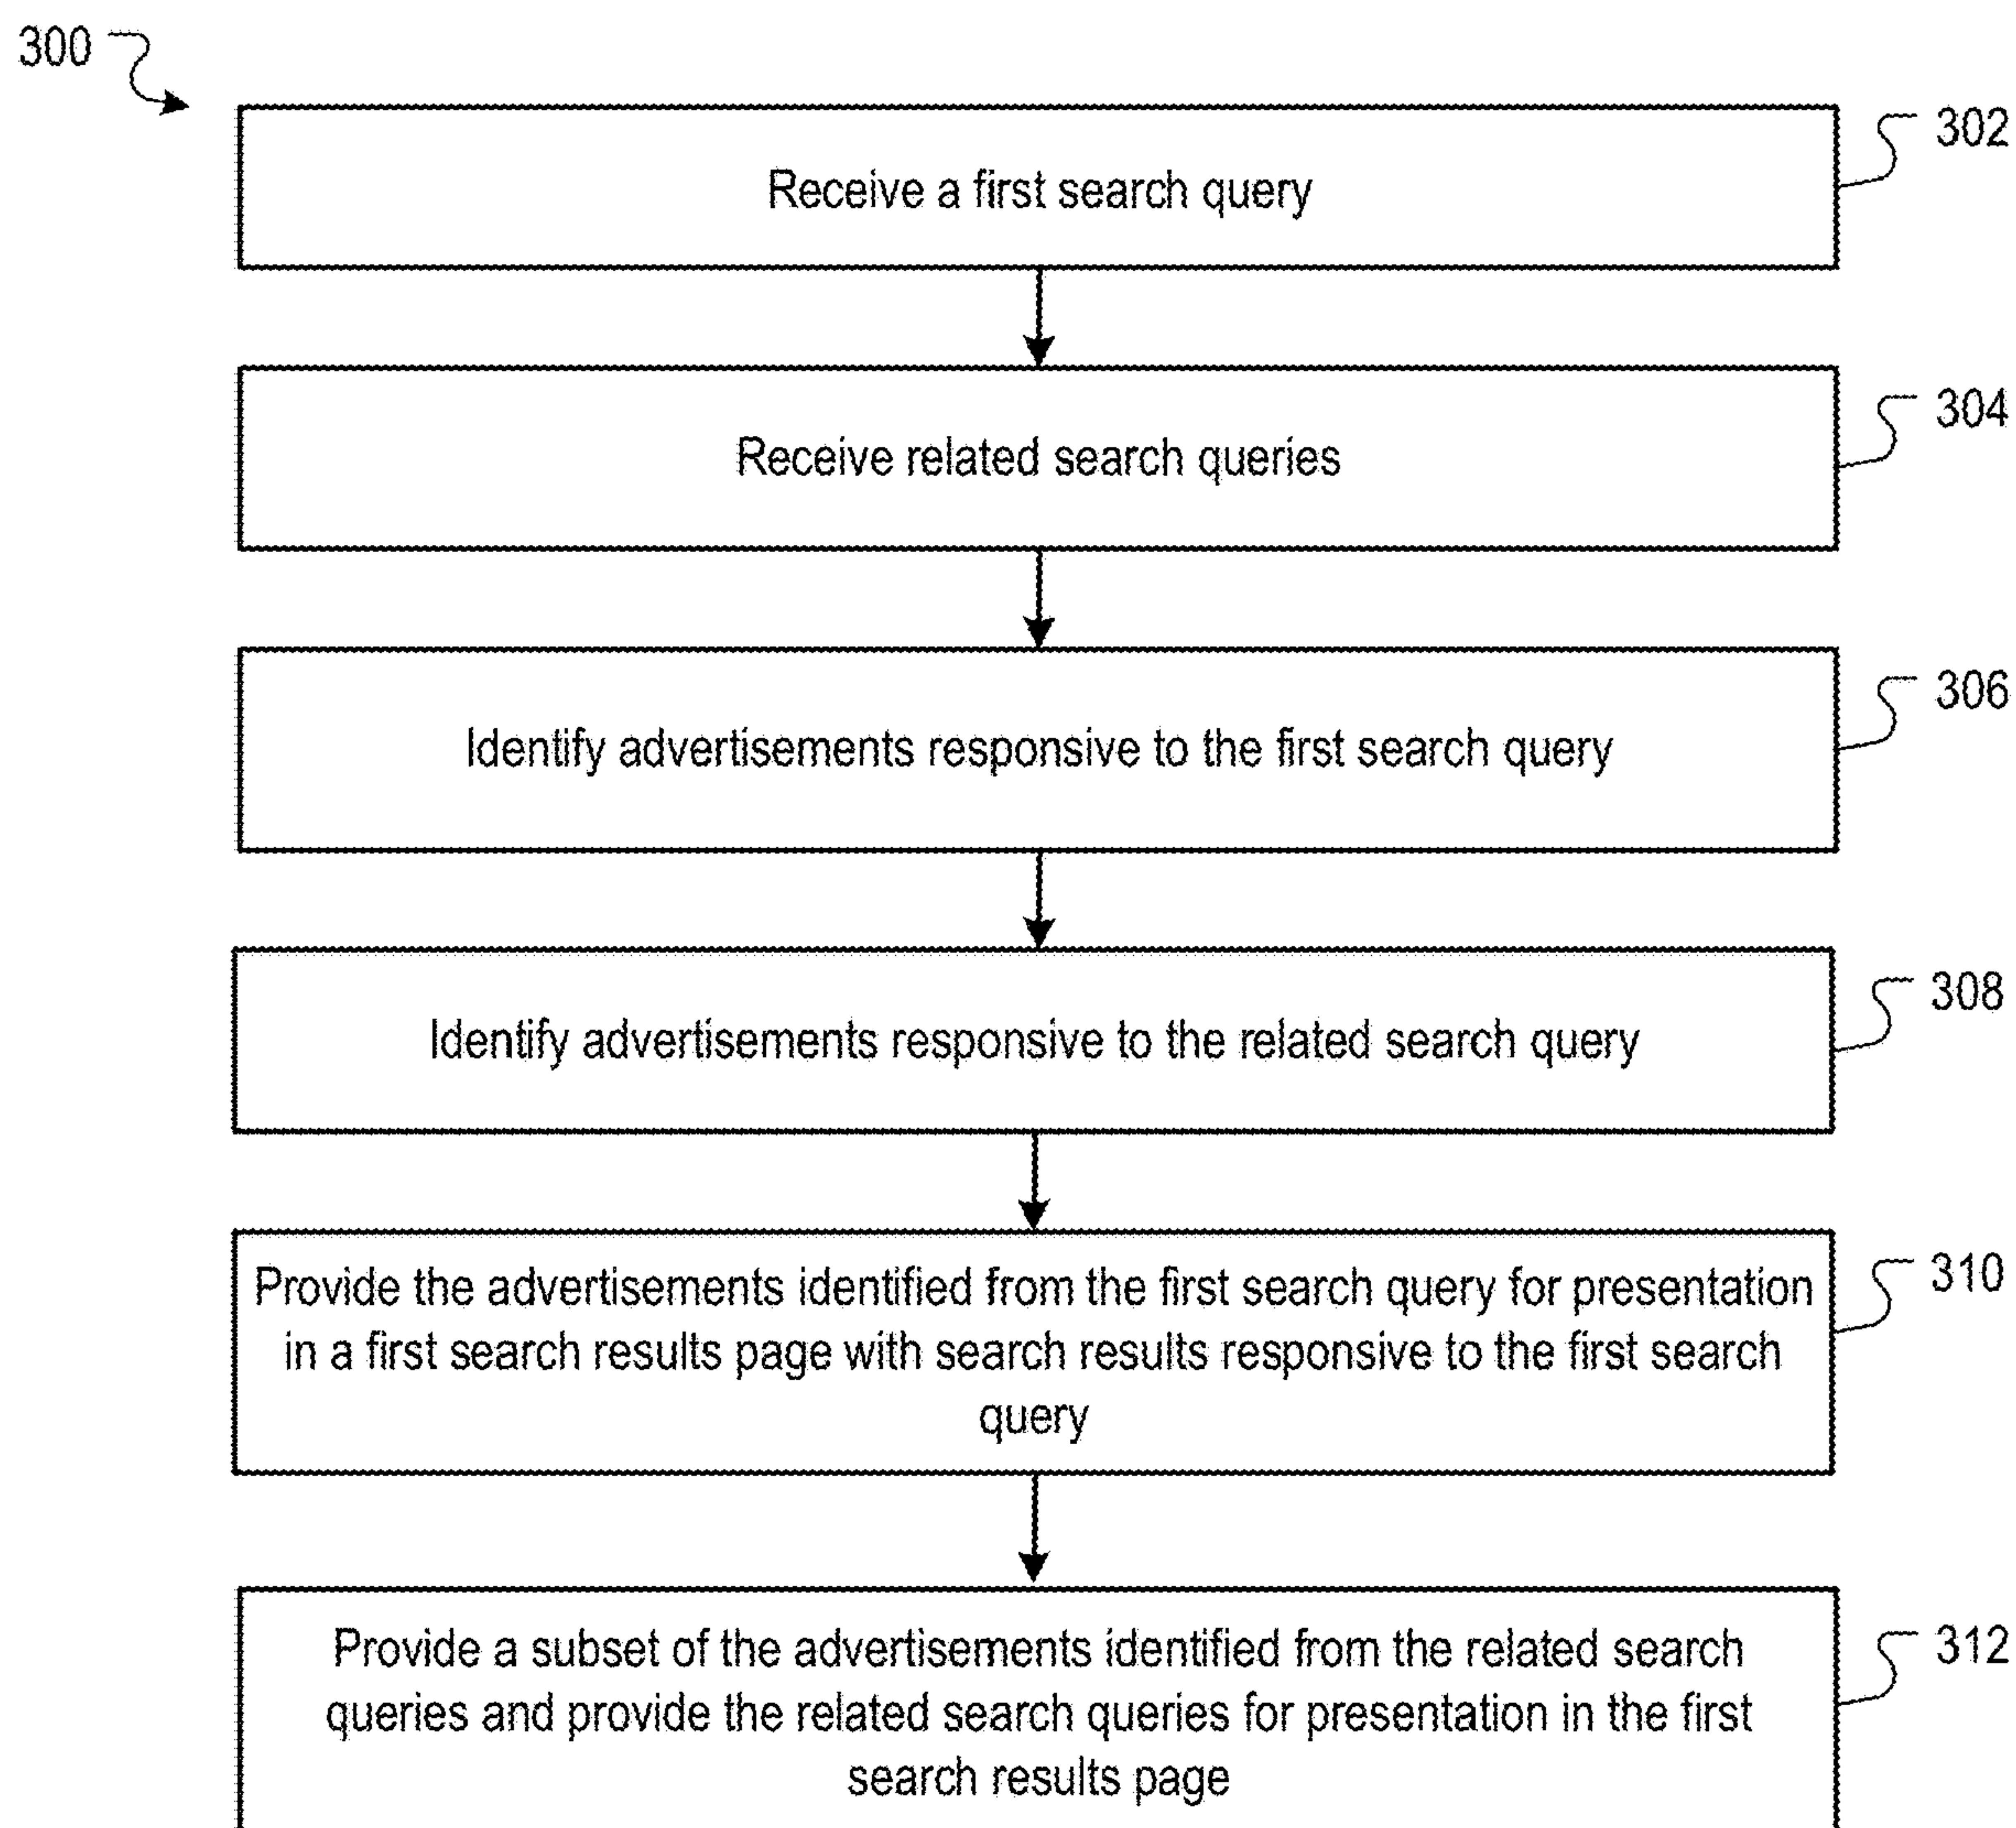 300
302
Receive a first search query
304
Receive related search queries
306
Identify advertisements responsive to the first search query
308
Identify advertisements responsive to the related search query
310
Provide the advertisements identified from the first search query for presentation
in a first search results page with search results responsive to the first search
query
312
Provide a subset of the advertisements identified from the related search
queries and provide the related search queries for presentation in the first
search results page